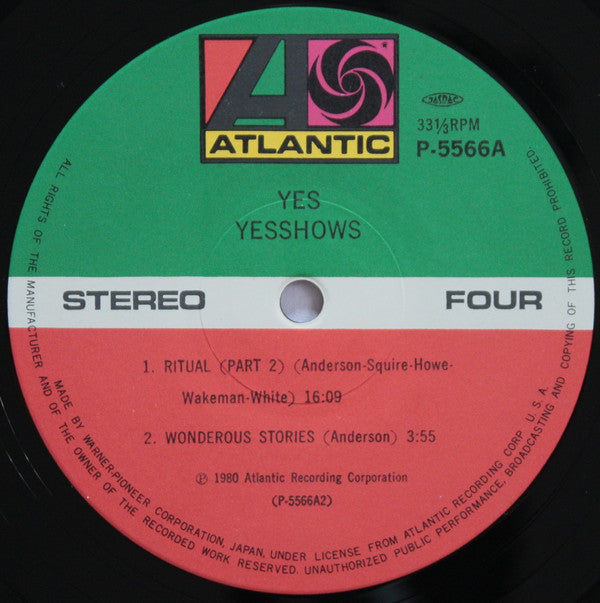 A
ATLANTIC
JASRAC
33⅓RPM
P-5566A
YES
YESSHOWS
STEREO
FOUR
1. RITUAL (PART 2) (Anderson-Squire-Howe-
Wakeman-White) 16:09
2. WONDEROUS STORIES (Anderson) 3:55
℗ 1980 Atlantic Recording Corporation
(P-5566A2)
MADE BY WARNER-PIONEER CORPORATION, JAPAN, UNDER LICENSE FROM ATLANTIC RECORDING CORP. U.S.A.
ALL RIGHTS OF THE MANUFACTURER AND OF THE OWNER OF THE RECORDED WORK RESERVED. UNAUTHORIZED PUBLIC PERFORMANCE, BROADCASTING AND COPYING OF THIS RECORD PROHIBITED.